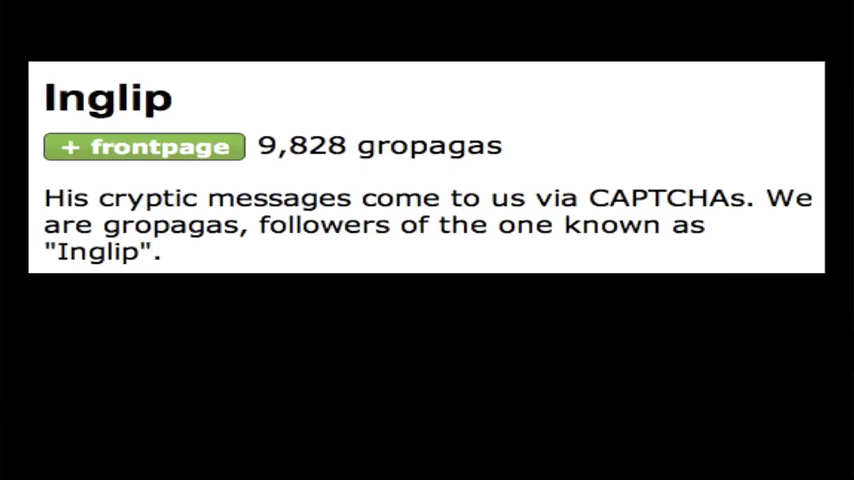 Inglip
+ frontpage 9,828 gropagas
His cryptic messages come to us via CAPTCHAs. We
are gropagas, followers of the one known as
"Inglip".